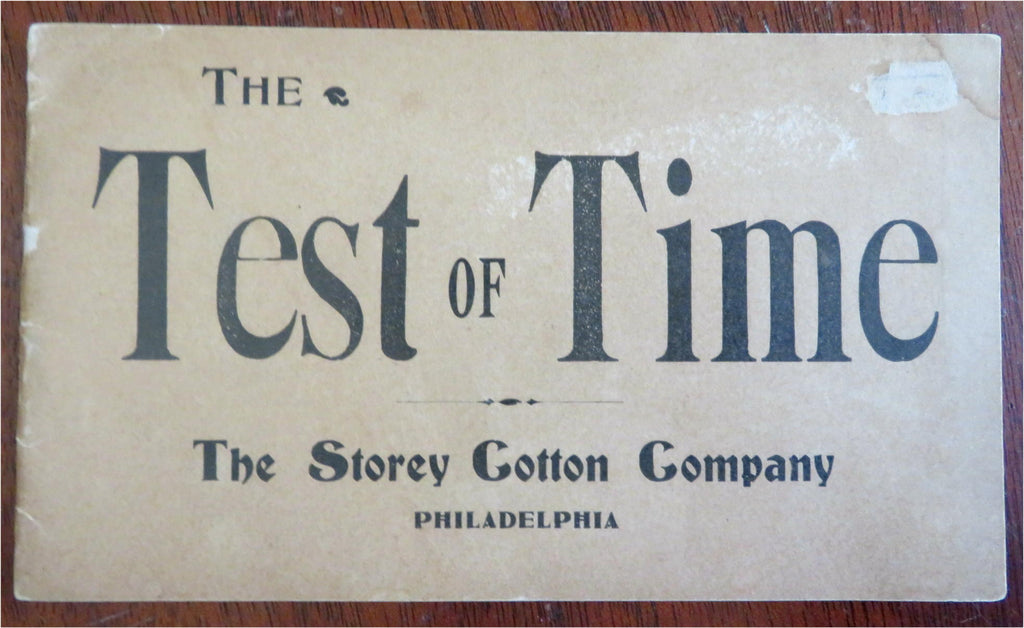 THE
Test OF Time
The Storey Cotton Company
PHILADELPHIA